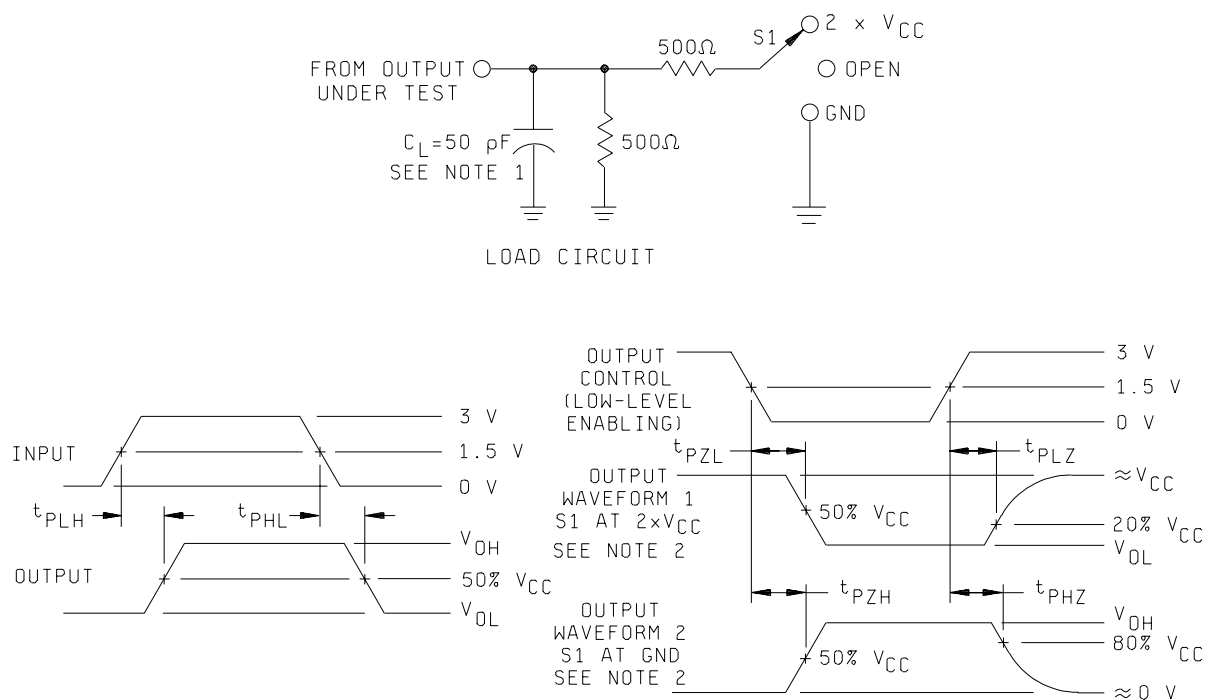 2 x VCC
S1
500Ω
FROM OUTPUT
UNDER TEST
OPEN
GND
CL=50 pF
SEE NOTE 1
500Ω
LOAD CIRCUIT
INPUT
3 V
1.5 V
0 V
tPLH
tPHL
OUTPUT
VOH
50% VCC
VOL
OUTPUT
CONTROL
(LOW-LEVEL
ENABLING)
3 V
1.5 V
0 V
tPZL
tPLZ
OUTPUT
WAVEFORM 1
S1 AT 2xVCC
SEE NOTE 2
50% VCC
≈VCC
20% VCC
VOL
tPZH
tPHZ
OUTPUT
WAVEFORM 2
S1 AT GND
SEE NOTE 2
50% VCC
VOH
80% VCC
≈0 V